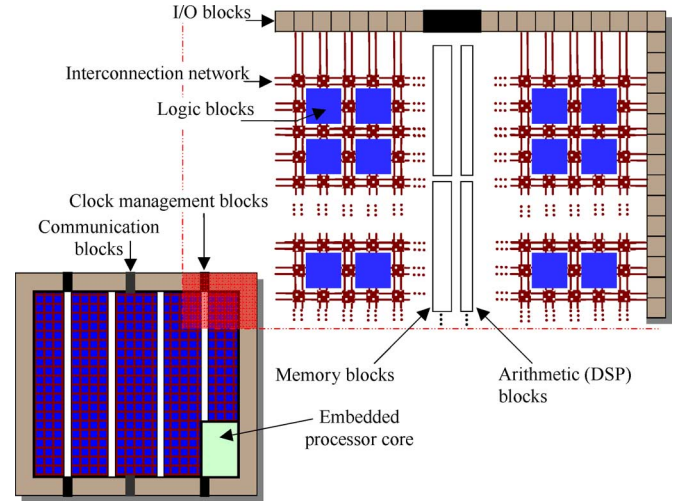 I/O blocks
Interconnection network
Logic blocks
Clock management blocks
Communication
blocks
Memory blocks
Arithmetic (DSP)
blocks
Embedded
processor core